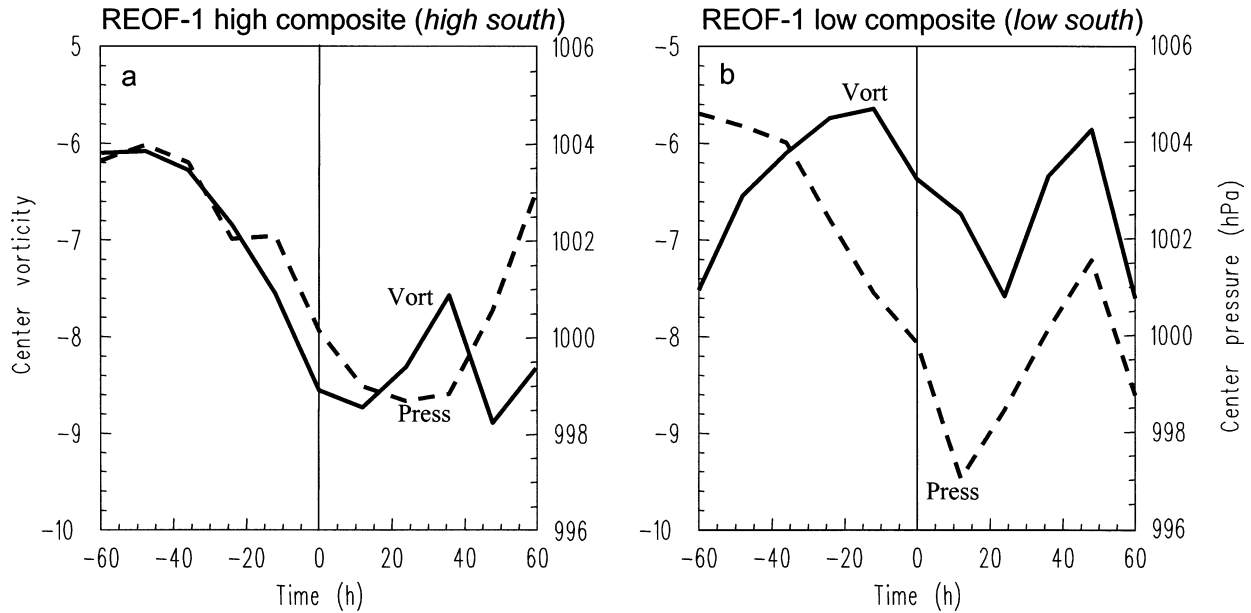 REOF-1 high composite (high south)
REOF-1 low composite (low south)
5
-6
-7
-8
-9
-10
Center vorticity
a
Vort
Press
1006
1004
1002
1000
998
996
-60 -40 -20 0 20 40 60
Time (h)
-5
-6
-7
-8
-9
-10
b
Vort
Press
1006
1004
1002
1000
998
996
Center pressure (hPa)
-60 -40 -20 0 20 40 60
Time (h)